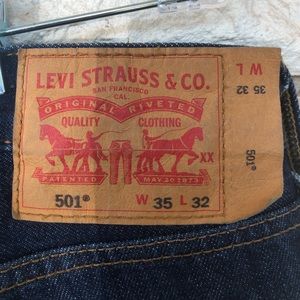 LEVI STRAUSS & CO.
SAN FRANCISCO
CAL.
ORIGINAL RIVETED
QUALITY CLOTHING
XX
PATENTED MAY 20 1873
501® W 35 L 32
W L
35 32
501®